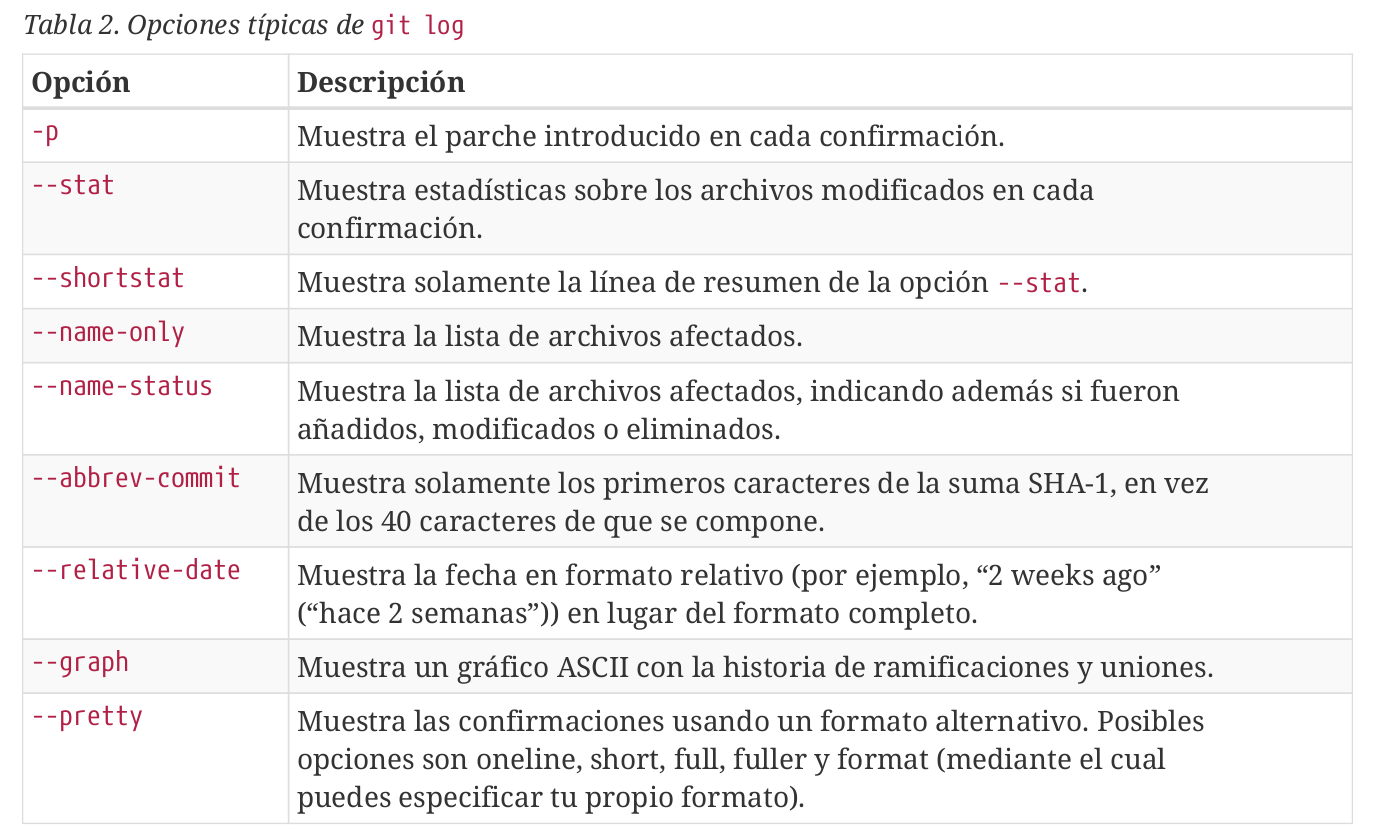 Tabla 2. Opciones típicas de git log
Opción Descripción
-p Muestra el parche introducido en cada confirmación.
--stat Muestra estadísticas sobre los archivos modificados en cada
confirmación.
--shortstat Muestra solamente la línea de resumen de la opción --stat.
--name-only Muestra la lista de archivos afectados.
--name-status Muestra la lista de archivos afectados, indicando además si fueron
añadidos, modificados o eliminados.
--abbrev-commit Muestra solamente los primeros caracteres de la suma SHA-1, en vez
de los 40 caracteres de que se compone.
--relative-date Muestra la fecha en formato relativo (por ejemplo, “2 weeks ago”
(“hace 2 semanas”)) en lugar del formato completo.
--graph Muestra un gráfico ASCII con la historia de ramificaciones y uniones.
--pretty Muestra las confirmaciones usando un formato alternativo. Posibles
opciones son oneline, short, full, fuller y format (mediante el cual
puedes especificar tu propio formato).